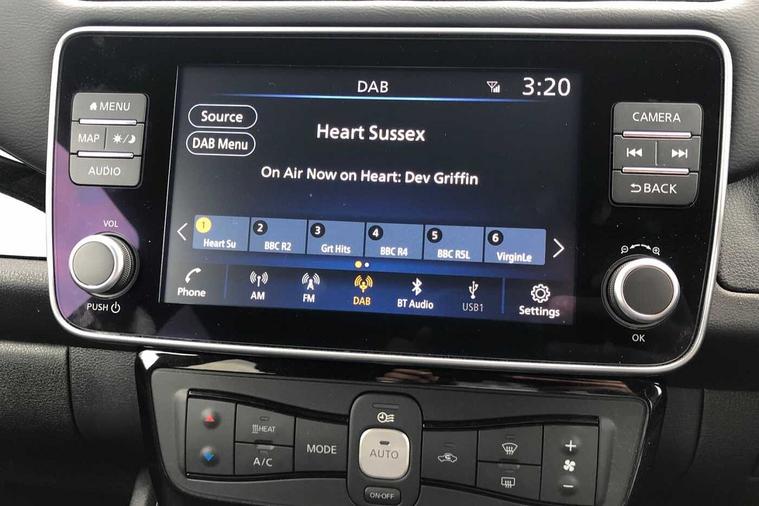 DAB
3:20
MENU
MAP
AUDIO
VOL
PUSH
Source
DAB Menu
Heart Sussex
On Air Now on Heart: Dev Griffin
1 Heart Su
2 BBC R2
3 Grt Hits
4 BBC R4
5 BBC R5L
6 VirginLe
Phone
AM
FM
DAB
BT Audio
USB1
Settings
CAMERA
BACK
OK
HEAT
A/C
MODE
AUTO
ON·OFF
+
−